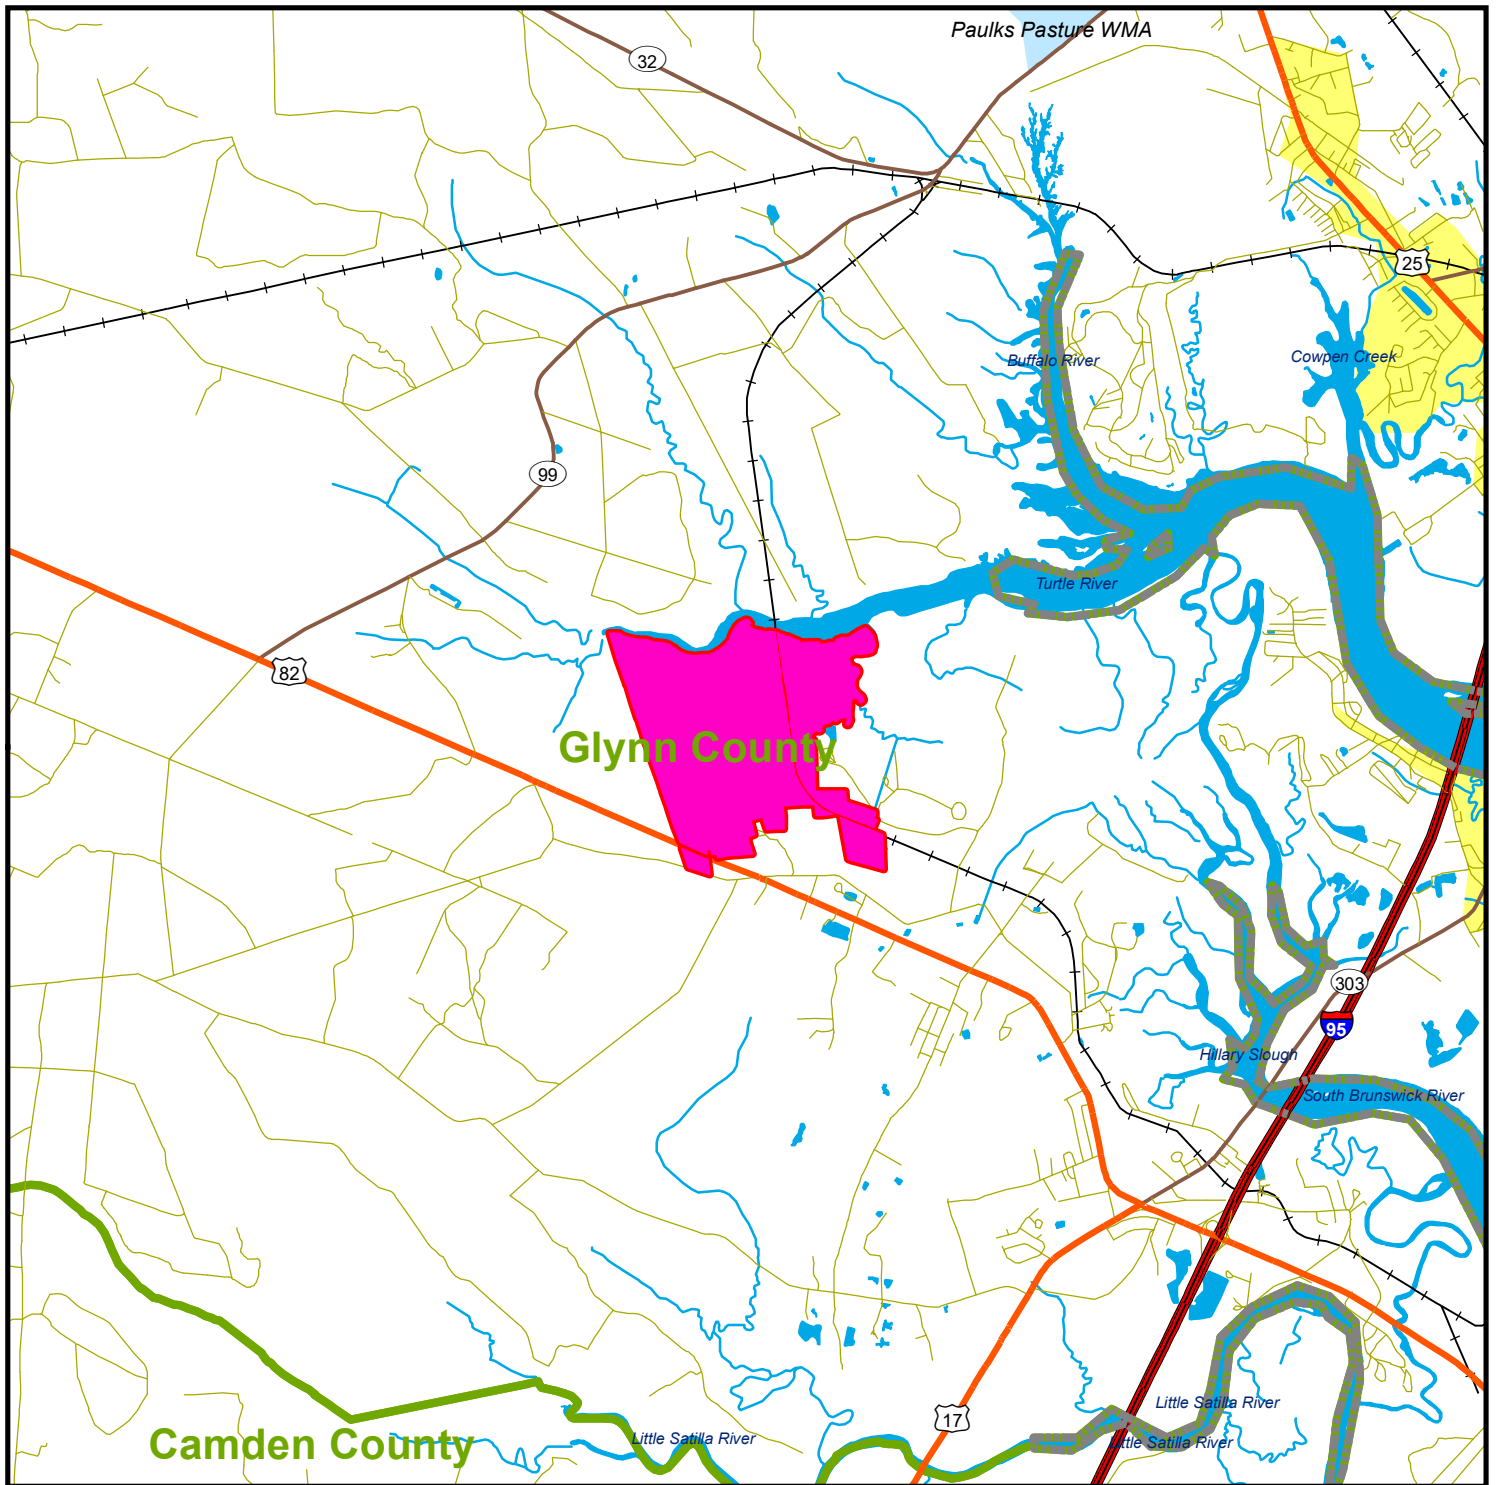 Paulks Pasture WMA
32
25
Buffalo River
Cowpen Creek
99
Turtle River
82
Glynn County
303
95
Hillary Slough
South Brunswick River
Little Satilla River
17
Little Satilla River
Little Satilla River
Camden County